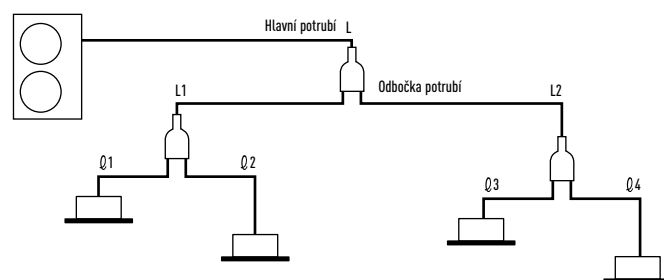 Hlavní potrubí L
L1
Odbočka potrubí
L2
ℓ1
ℓ2
ℓ3
ℓ4